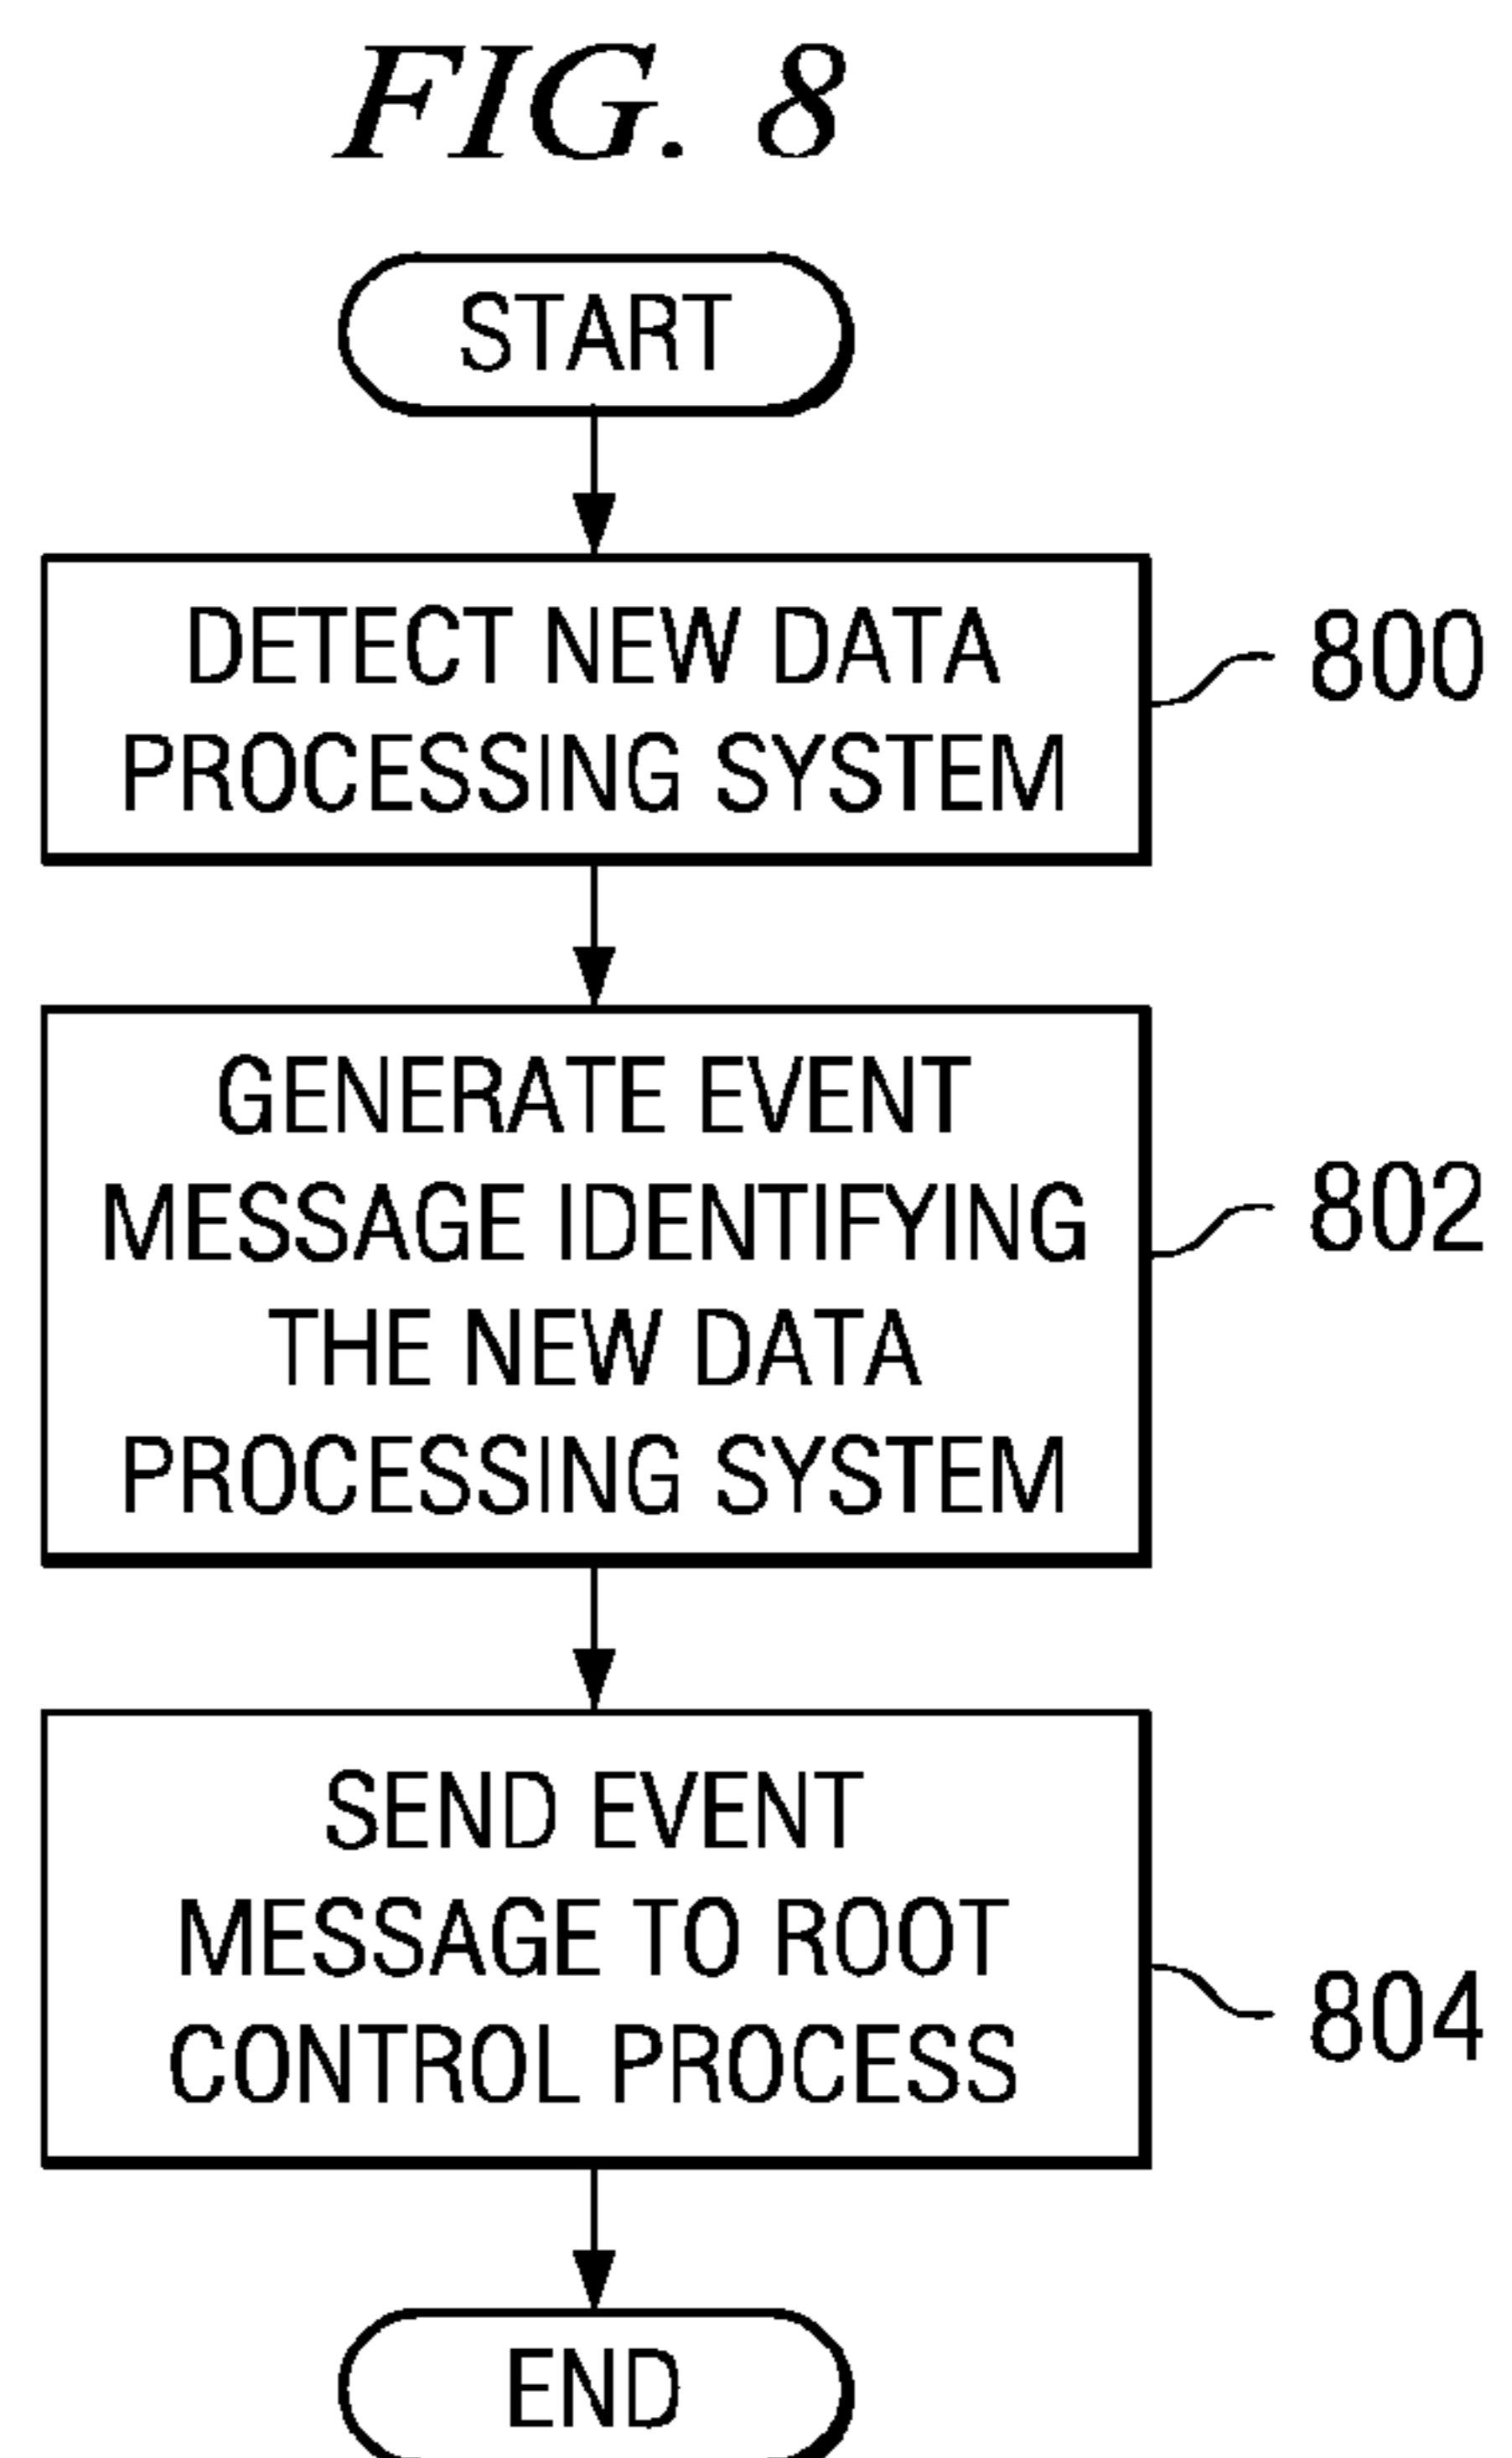 FIG. 8
START
DETECT NEW DATA
PROCESSING SYSTEM
800
GENERATE EVENT
MESSAGE IDENTIFYING
THE NEW DATA
PROCESSING SYSTEM
802
SEND EVENT
MESSAGE TO ROOT
CONTROL PROCESS
804
END